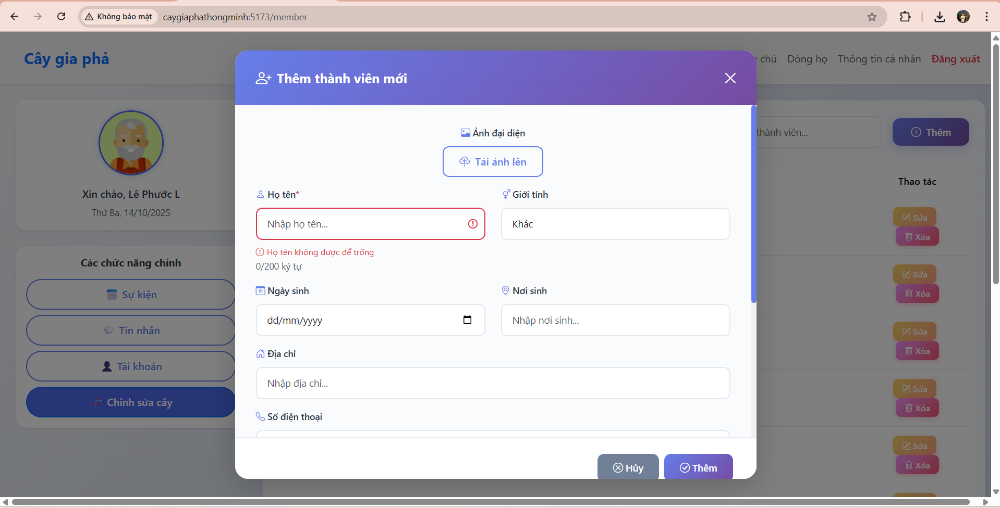 Không bảo mật
caygiaphathongminh:5173/member
Cây gia phả
chủ
Dòng họ
Thông tin cá nhân
Đăng xuất
Xin chào, Lê Phước L
Thứ Ba, 14/10/2025
Các chức năng chính
Sự kiện
Tin nhắn
Tài khoản
Chỉnh sửa cây
Thêm thành viên mới
Ảnh đại diện
Tải ảnh lên
Họ tên*
Nhập họ tên...
Họ tên không được để trống
0/200 ký tự
Giới tính
Khác
19 Ngày sinh
dd/mm/yyyy
Nơi sinh
Nhập nơi sinh...
Địa chỉ
Nhập địa chỉ...
Số điện thoại
Hủy
Thêm
thành viên...
Thêm
Thao tác
Sửa
Xóa
Sửa
Xóa
Sửa
Xóa
Sửa
Xóa
Sửa
Xóa